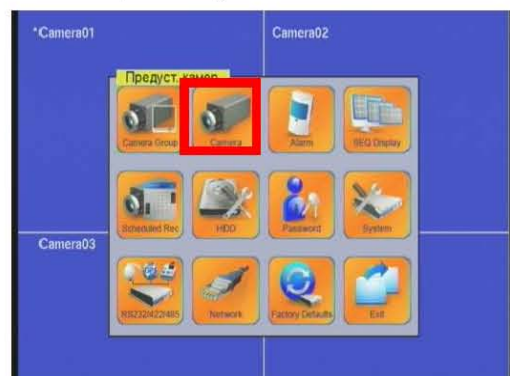 *Camera01
Camera02
Предуст. камер
Camera Group
Camera
Alarm
SEQ Display
Scheduled Rec
HDD
Password
System
Camera03
RS232/422/485
Network
Factory Defaults
Exit